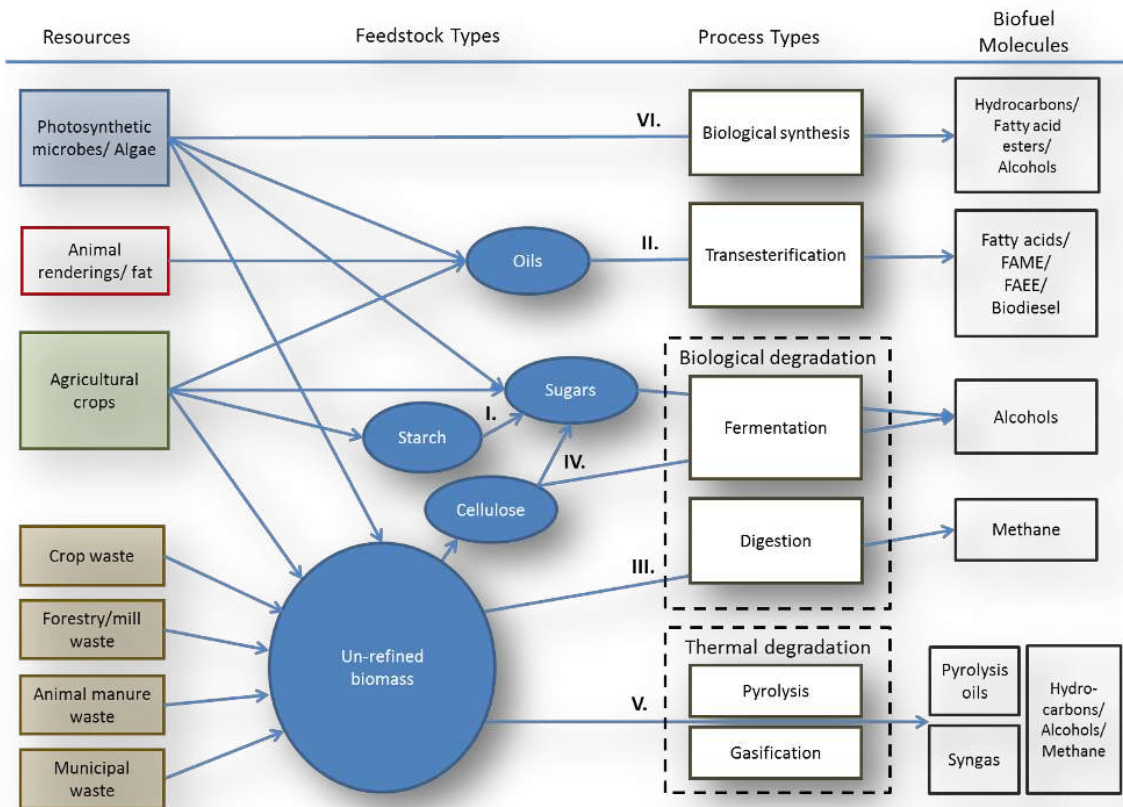 Resources
Feedstock Types
Process Types
Biofuel
Molecules
Photosynthetic
microbes/ Algae
VI.
Biological synthesis
Hydrocarbons/
Fatty acid
esters/
Alcohols
Animal
renderings/ fat
Oils
II.
Transesterification
Fatty acids/
FAME/
FAEE/
Biodiesel
Agricultural
crops
Starch
I.
Sugars
Biological degradation
Fermentation
Alcohols
Cellulose
IV.
Digestion
Methane
III.
Crop waste
Forestry/mill
waste
Animal manure
waste
Municipal
waste
Un-refined
biomass
V.
Thermal degradation
Pyrolysis
Gasification
Pyrolysis
oils
Syngas
Hydro-
carbons/
Alcohols/
Methane